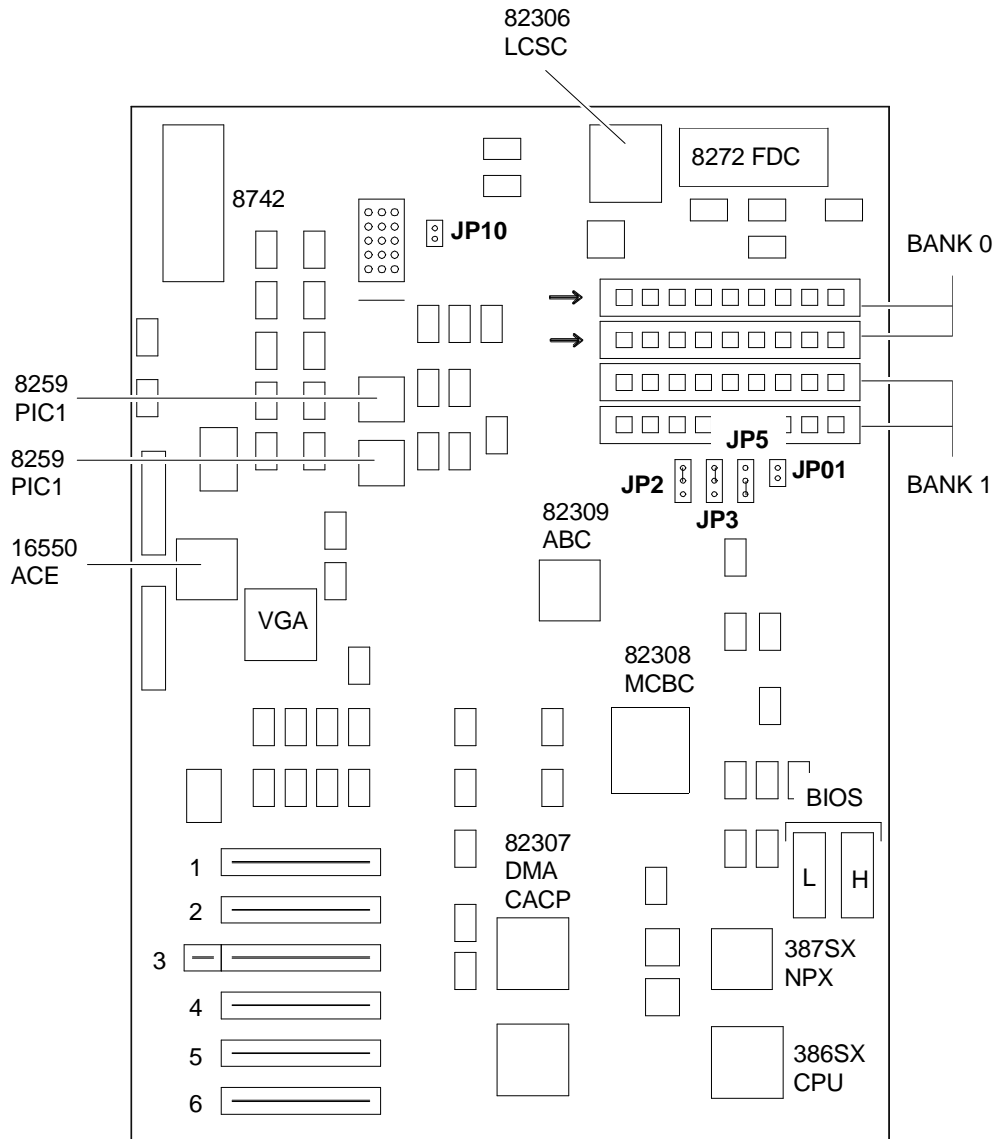 82306
LCSC
8272 FDC
8742
JP10
BANK 0
8259
PIC1
JP5
8259
PIC1
JP2
JP01
BANK 1
JP3
82309
ABC
16550
ACE
VGA
82308
MCBC
BIOS
1
82307
DMA
CACP
L
H
2
3
387SX
NPX
4
5
386SX
CPU
6